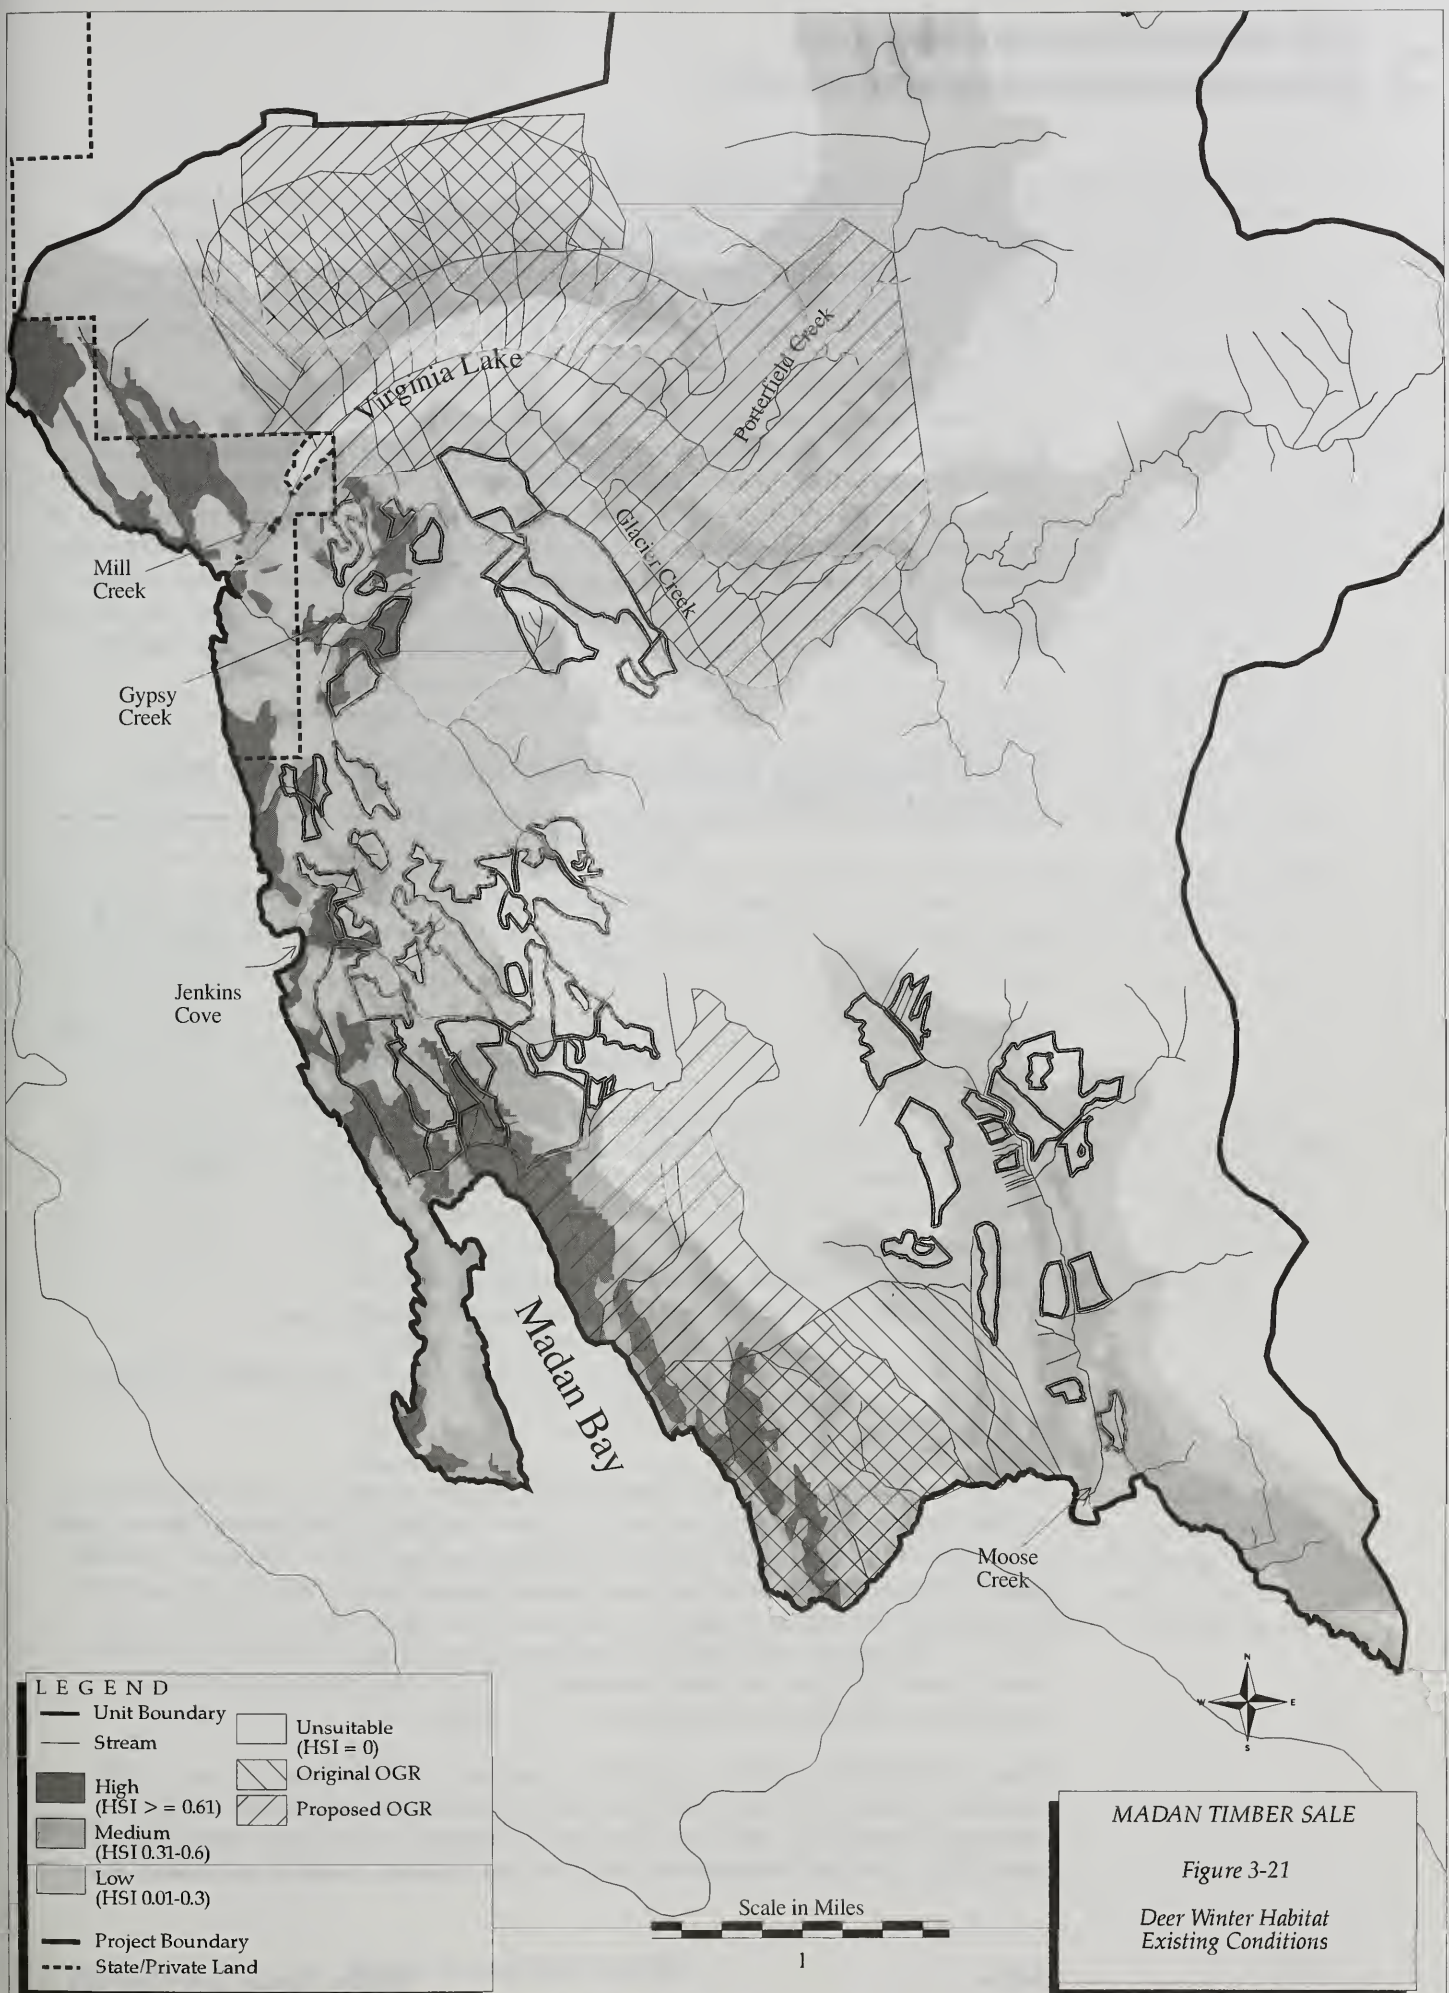 Virginia Lake
Porterfield Creek
Glacier Creek
Mill
Creek
Gypsy
Creek
Jenkins
Cove
Madan Bay
Moose
Creek
N
W
E
S
LEGEND
Unit Boundary
Stream
High
(HSI > = 0.61)
Medium
(HSI 0.31-0.6)
Low
(HSI 0.01-0.3)
Unsuitable
(HSI = 0)
Original OGR
Proposed OGR
Project Boundary
State/Private Land
Scale in Miles
1
MADAN TIMBER SALE
Figure 3-21
Deer Winter Habitat
Existing Conditions